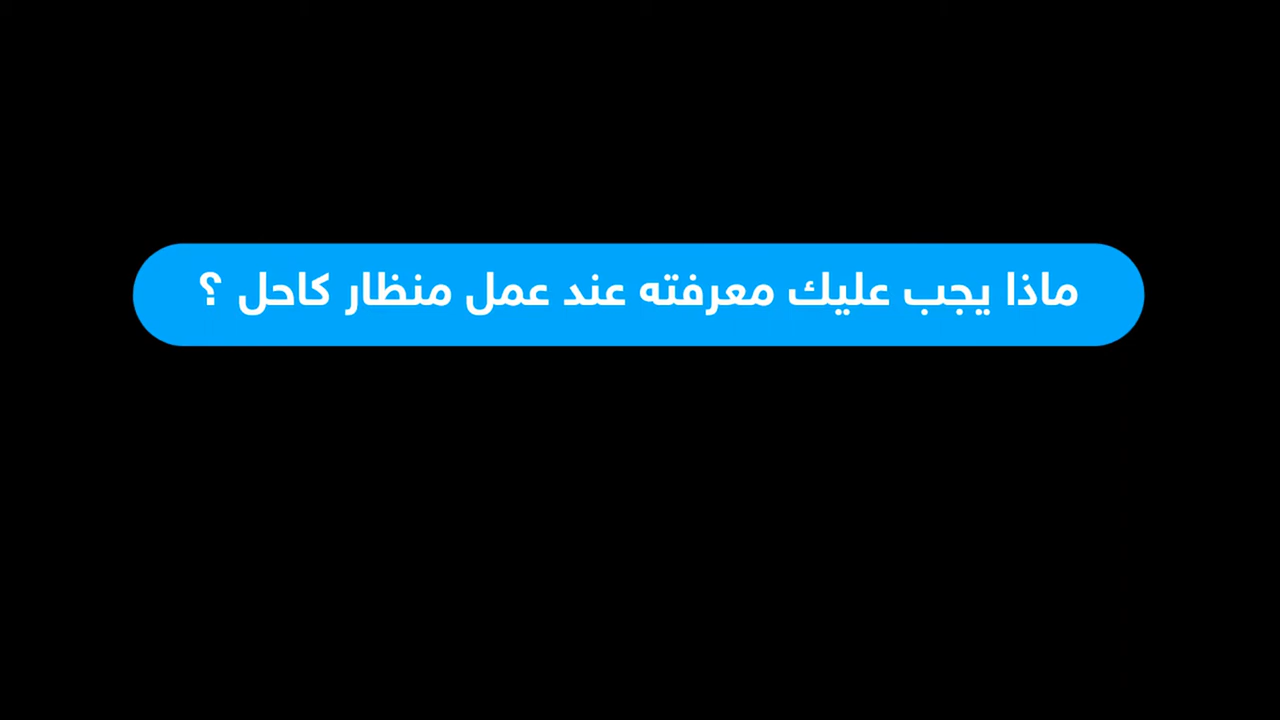 ماذا يجب عليك معرفته عند عمل منظار كاحل ؟